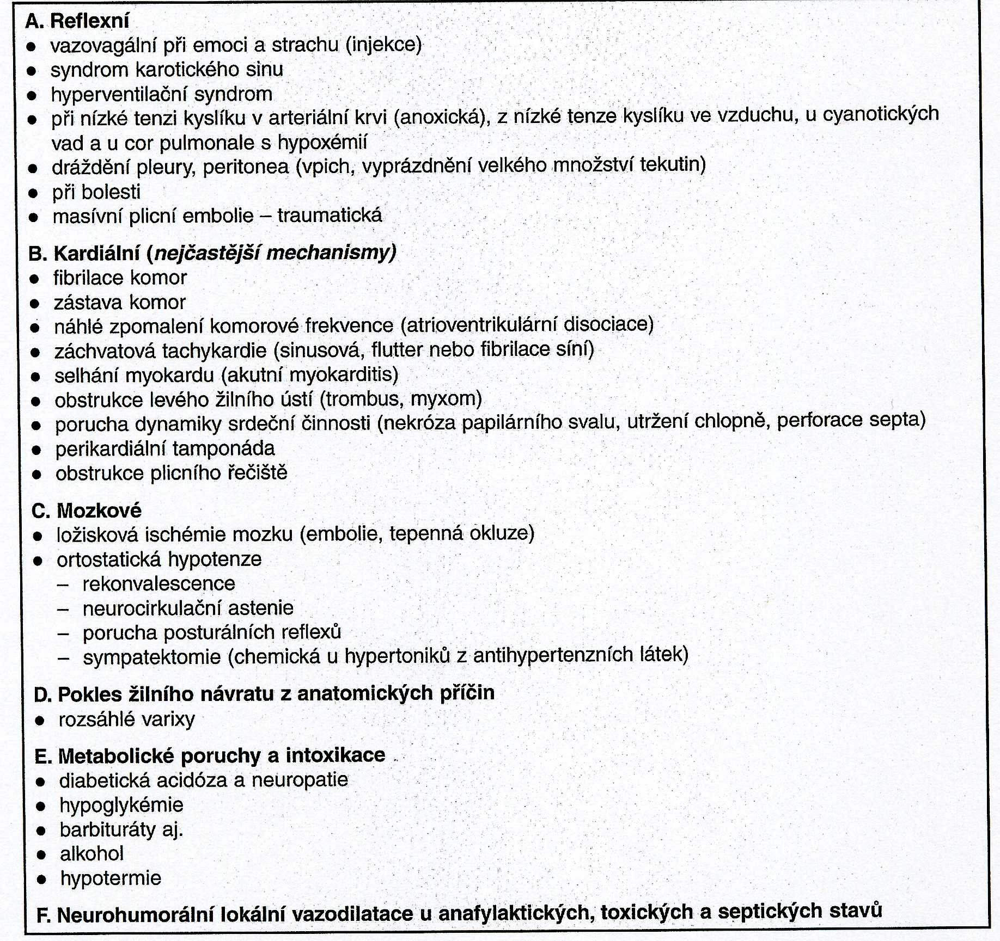 A. Reflexní
● vazovagální při emoci a strachu (injekce)
● syndrom karotického sinu
● hyperventilační syndrom
● při nízké tenzi kyslíku v arteriální krvi (anoxická), z nízké tenze kyslíku ve vzduchu, u cyanotických
vad a u cor pulmonale s hypoxémií
● dráždění pleury, peritonea (vpich, vyprázdnění velkého množství tekutin)
● při bolesti
● masívní plicní embolie – traumatická
B. Kardiální (nejčastější mechanismy)
● fibrilace komor
● zástava komor
● náhlé zpomalení komorové frekvence (atrioventrikulární disociace)
● záchvatová tachykardie (sinusová, flutter nebo fibrilace síní)
● selhání myokardu (akutní myokarditis)
● obstrukce levého žilního ústí (trombus, myxom)
● porucha dynamiky srdeční činnosti (nekróza papilárního svalu, utržení chlopně, perforace septa)
● perikardiální tamponáda
● obstrukce plicního řečiště
C. Mozkové
● ložisková ischémie mozku (embolie, tepenná okluze)
● ortostatická hypotenze
– rekonvalescence
– neurocirkulační astenie
– porucha posturálních reflexů
– sympatektomie (chemická u hypertoniků z antihypertenzních látek)
D. Pokles žilního návratu z anatomických příčin
● rozsáhlé varixy
E. Metabolické poruchy a intoxikace
● diabetická acidóza a neuropatie
● hypoglykémie
● barbituráty aj.
● alkohol
● hypotermie
F. Neurohumorální lokální vazodilatace u anafylaktických, toxických a septických stavů